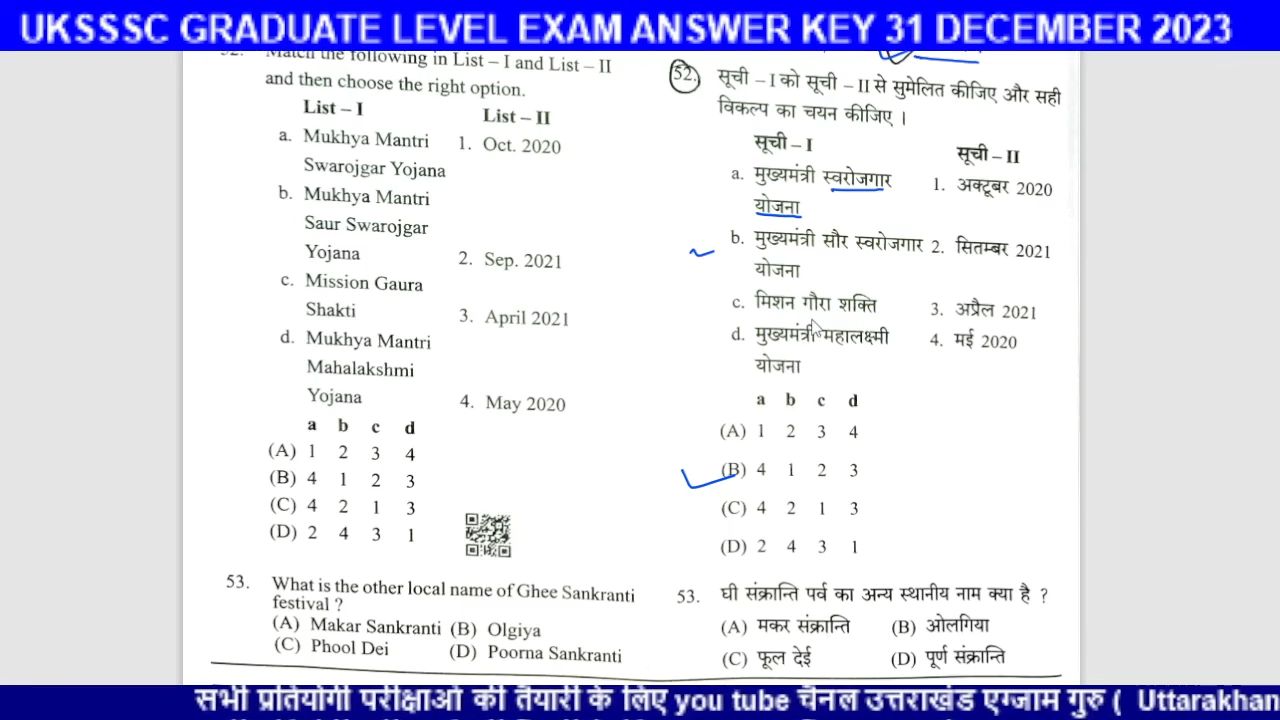 UKSSSC GRADUATE LEVEL EXAM ANSWER KEY 31 DECEMBER 2023
52. Match the following in List – I and List – II
and then choose the right option.
List – I
List – II
a. Mukhya Mantri 1. Oct. 2020
Swarojgar Yojana
b. Mukhya Mantri
Saur Swarojgar
Yojana 2. Sep. 2021
c. Mission Gaura
Shakti 3. April 2021
d. Mukhya Mantri
Mahalakshmi
Yojana 4. May 2020
a b c d
(A) 1 2 3 4
(B) 4 1 2 3
(C) 4 2 1 3
(D) 2 4 3 1
53. What is the other local name of Ghee Sankranti
festival ?
(A) Makar Sankranti (B) Olgiya
(C) Phool Dei (D) Poorna Sankranti
52. सूची – I को सूची – II से सुमेलित कीजिए और सही
विकल्प का चयन कीजिए ।
सूची – I
सूची – II
a. मुख्यमंत्री स्वरोजगार 1. अक्टूबर 2020
योजना
b. मुख्यमंत्री सौर स्वरोजगार 2. सितम्बर 2021
योजना
c. मिशन गौरा शक्ति 3. अप्रैल 2021
d. मुख्यमंत्री महालक्ष्मी 4. मई 2020
योजना
a b c d
(A) 1 2 3 4
(B) 4 1 2 3
(C) 4 2 1 3
(D) 2 4 3 1
53. घी संक्रान्ति पर्व का अन्य स्थानीय नाम क्या है ?
(A) मकर संक्रान्ति (B) ओलगिया
(C) फूल देई (D) पूर्ण संक्रान्ति
सभी प्रतियोगी परीक्षाओ की तैयारी के लिए you tube चैनल उत्तराखंड एग्जाम गुरु ( Uttarakhan